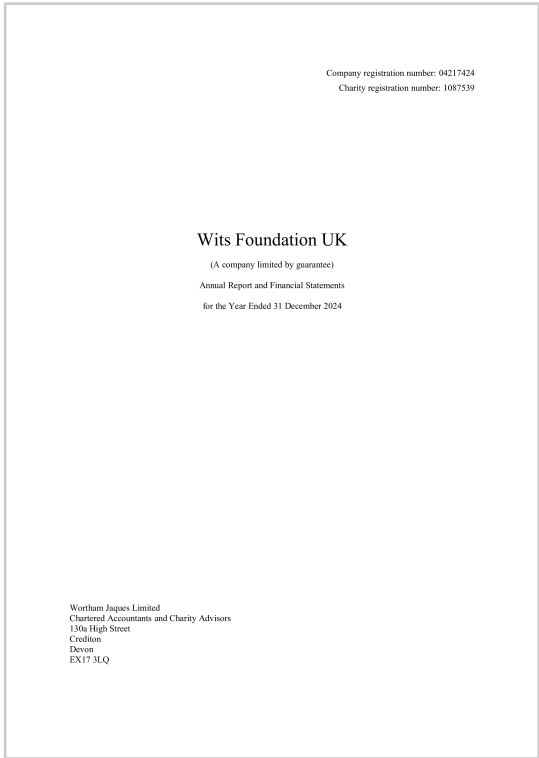 Company registration number: 04217424
Charity registration number: 1087539
Wits Foundation UK
(A company limited by guarantee)
Annual Report and Financial Statements
for the Year Ended 31 December 2024
Wortham Jaques Limited
Chartered Accountants and Charity Advisors
130a High Street
Crediton
Devon
EX17 3LQ